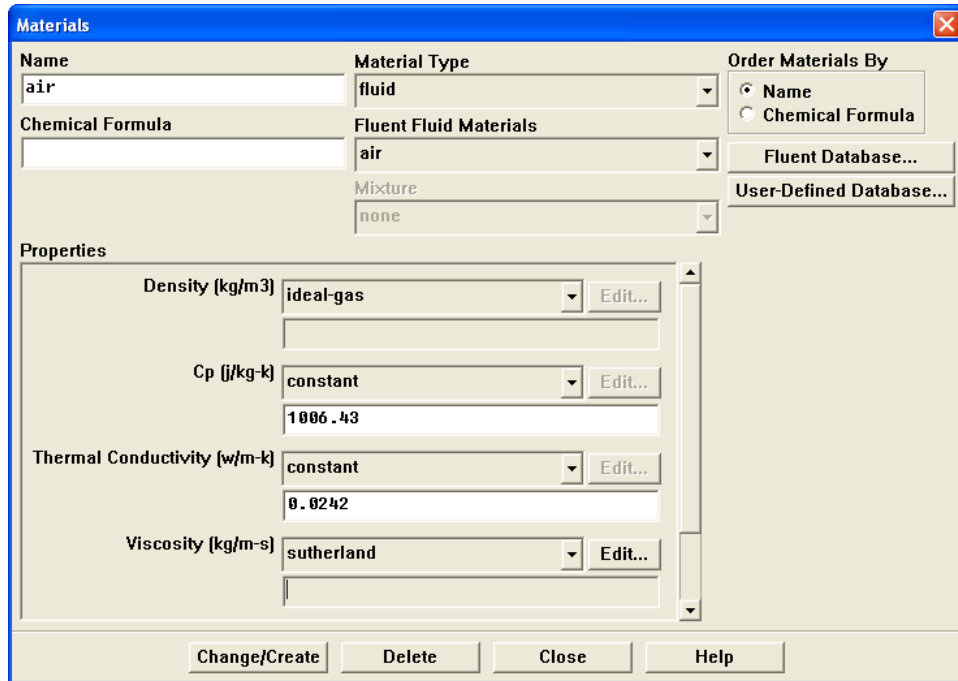 Materials
Name
air
Chemical Formula
Material Type
fluid
Fluent Fluid Materials
air
Mixture
none
Order Materials By
Name
Chemical Formula
Fluent Database...
User-Defined Database...
Properties
Density (kg/m3)
ideal-gas
Edit...
Cp (j/kg-k)
constant
Edit...
1006.43
Thermal Conductivity (w/m-k)
constant
Edit...
0.0242
Viscosity (kg/m-s)
sutherland
Edit...
Change/Create
Delete
Close
Help